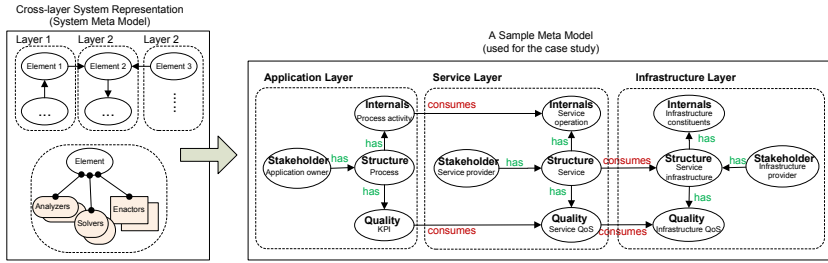 Cross-layer System Representation
(System Meta Model)
Layer 1
Layer 2
Layer 2
Element 1
Element 2
Element 3
...
...
Element
Analyzers
Solvers
Enactors
A Sample Meta Model
(used for the case study)
Application Layer
Service Layer
Infrastructure Layer
Internals
Process activity
consumes
Internals
Service operation
Internals
Infrastructure constituents
has
has
has
Stakeholder
Application owner
has
Structure
Process
Stakeholder
Service provider
has
Structure
Service
consumes
Structure
Service infrastructure
has
Stakeholder
Infrastructure provider
has
has
has
Quality
KPI
consumes
Quality
Service QoS
consumes
Quality
Infrastructure QoS